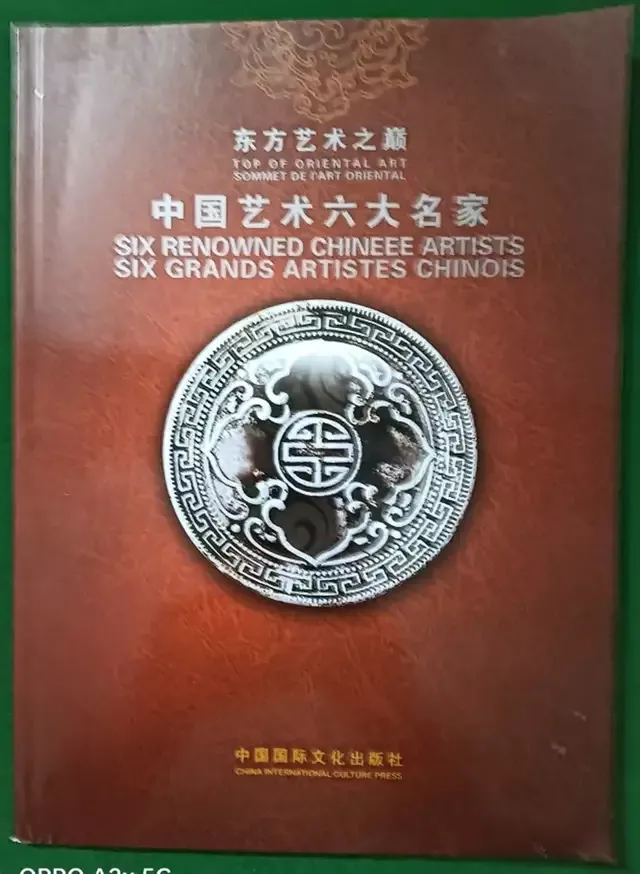 东方艺术之巅
TOP OF ORIENTAL ART
SOMMET DE L'ART ORIENTAL
中国艺术六大名家
SIX RENOWNED CHINEEE ARTISTS
SIX GRANDS ARTISTES CHINOIS
中国国际文化出版社
CHINA INTERNATIONAL CULTURE PRESS